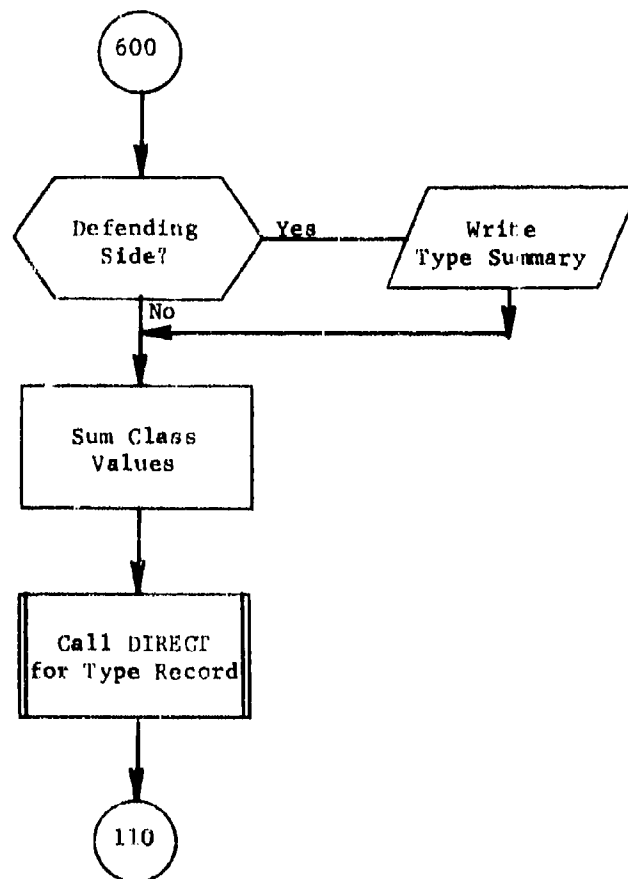 600
Defending
Side?
Yes
Write
Type Summary
No
Sum Class
Values
Call DIRECT
for Type Record
110